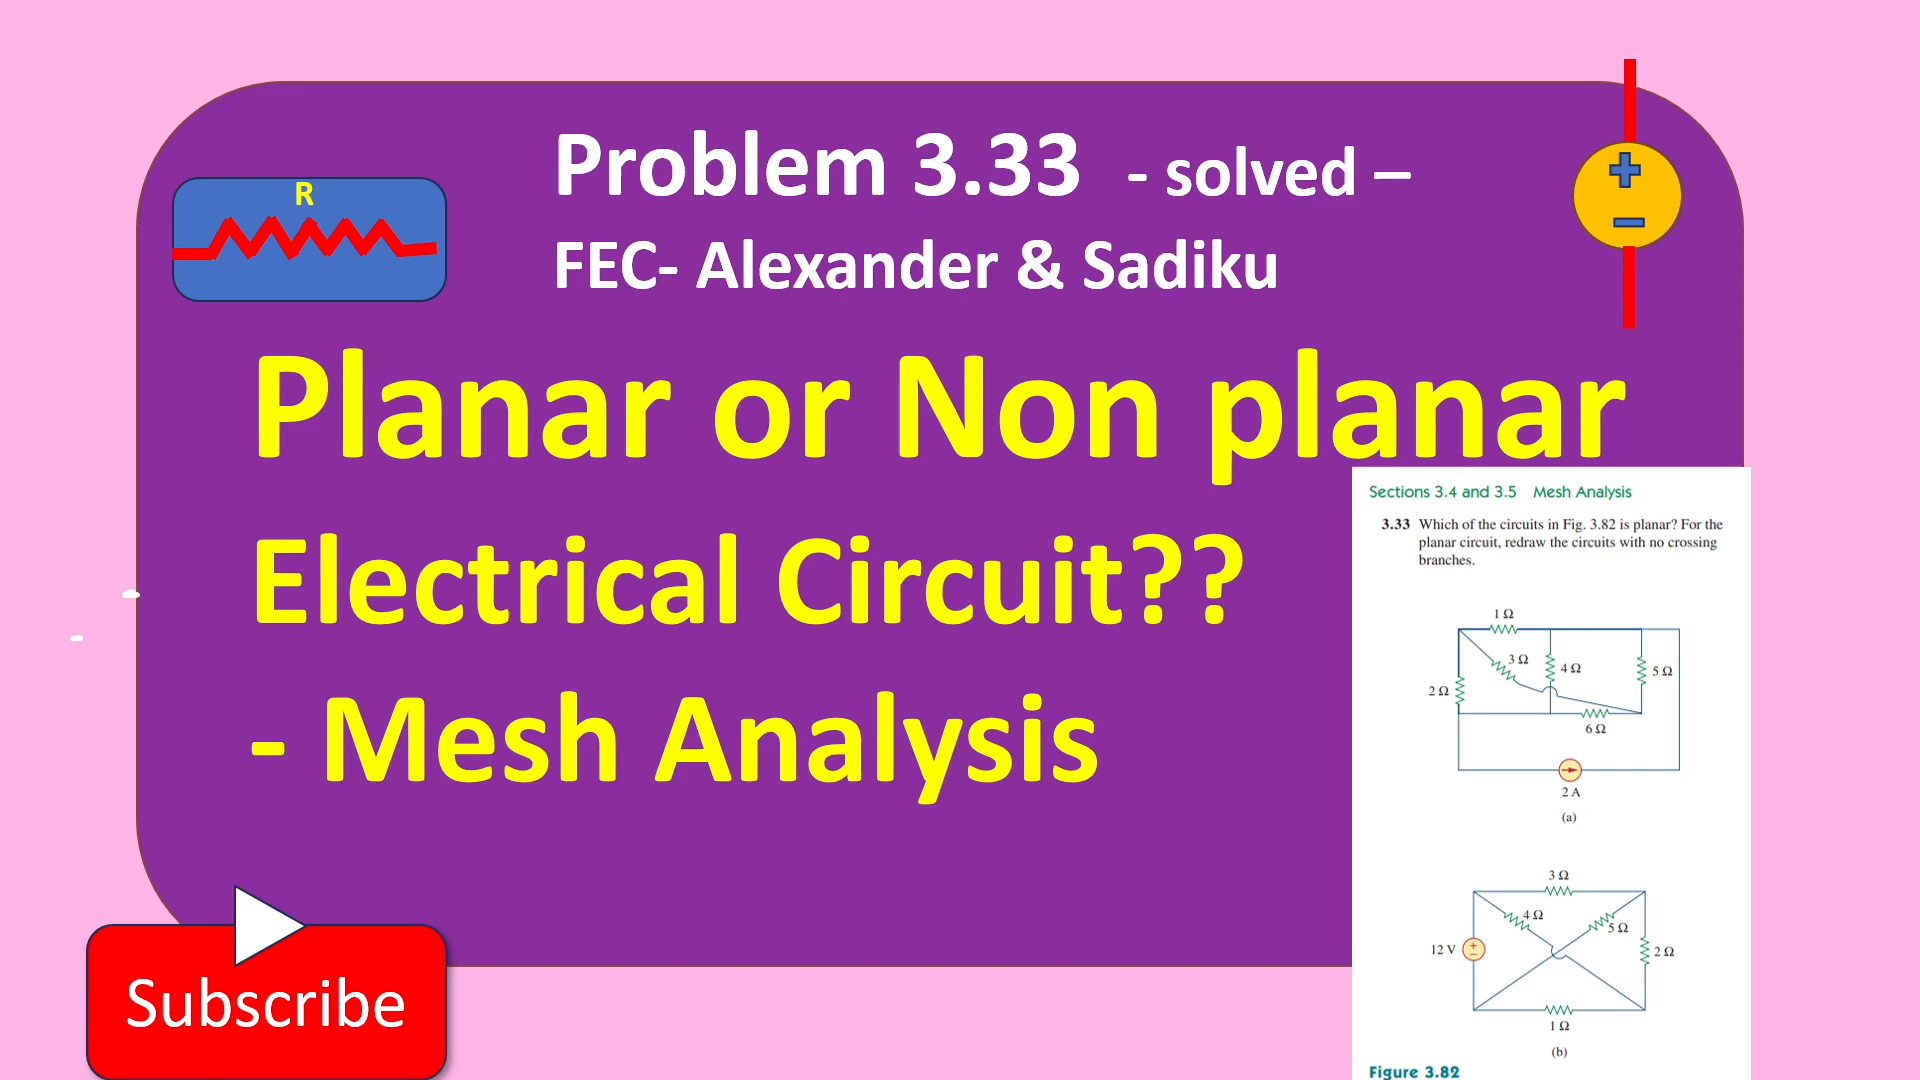 Problem 3.33 - solved –
R
FEC- Alexander & Sadiku
Planar or Non planar
Electrical Circuit??
- Mesh Analysis
Subscribe
Sections 3.4 and 3.5 Mesh Analysis
3.33 Which of the circuits in Fig. 3.82 is planar? For the
planar circuit, redraw the circuits with no crossing
branches.
1 Ω
3 Ω
4 Ω
5 Ω
2 Ω
6 Ω
2 A
(a)
3 Ω
4 Ω
5 Ω
12 V
+
–
2 Ω
1 Ω
(b)
Figure 3.82